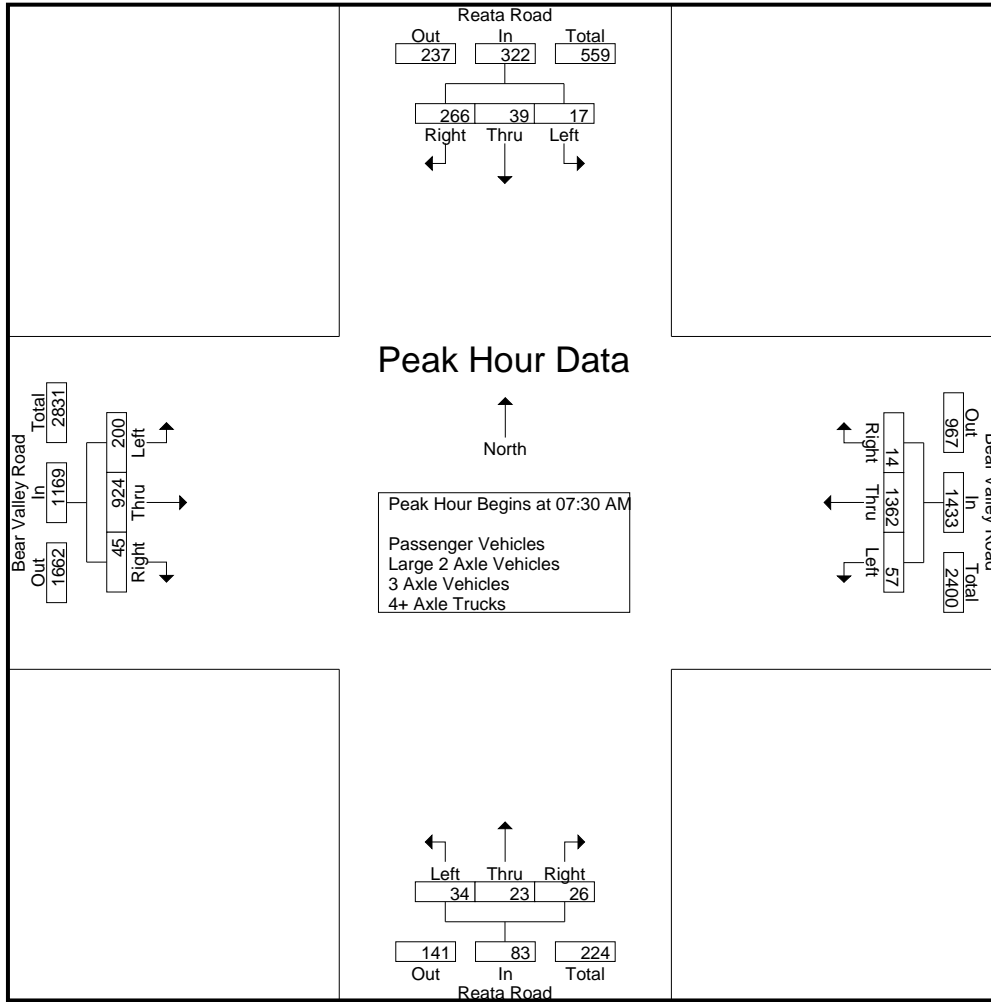 Reata Road
Out In Total
237 322 559
266 39 17
Right Thru Left
Peak Hour Data
North
Peak Hour Begins at 07:30 AM
Passenger Vehicles
Large 2 Axle Vehicles
3 Axle Vehicles
4+ Axle Trucks
Bear Valley Road
Out In Total
1662 1169 2831
45 924 200
Right Thru Left
Bear Valley Road
Out In Total
967 1433 2400
14 1362 57
Right Thru Left
Left Thru Right
34 23 26
141 83 224
Out In Total
Reata Road